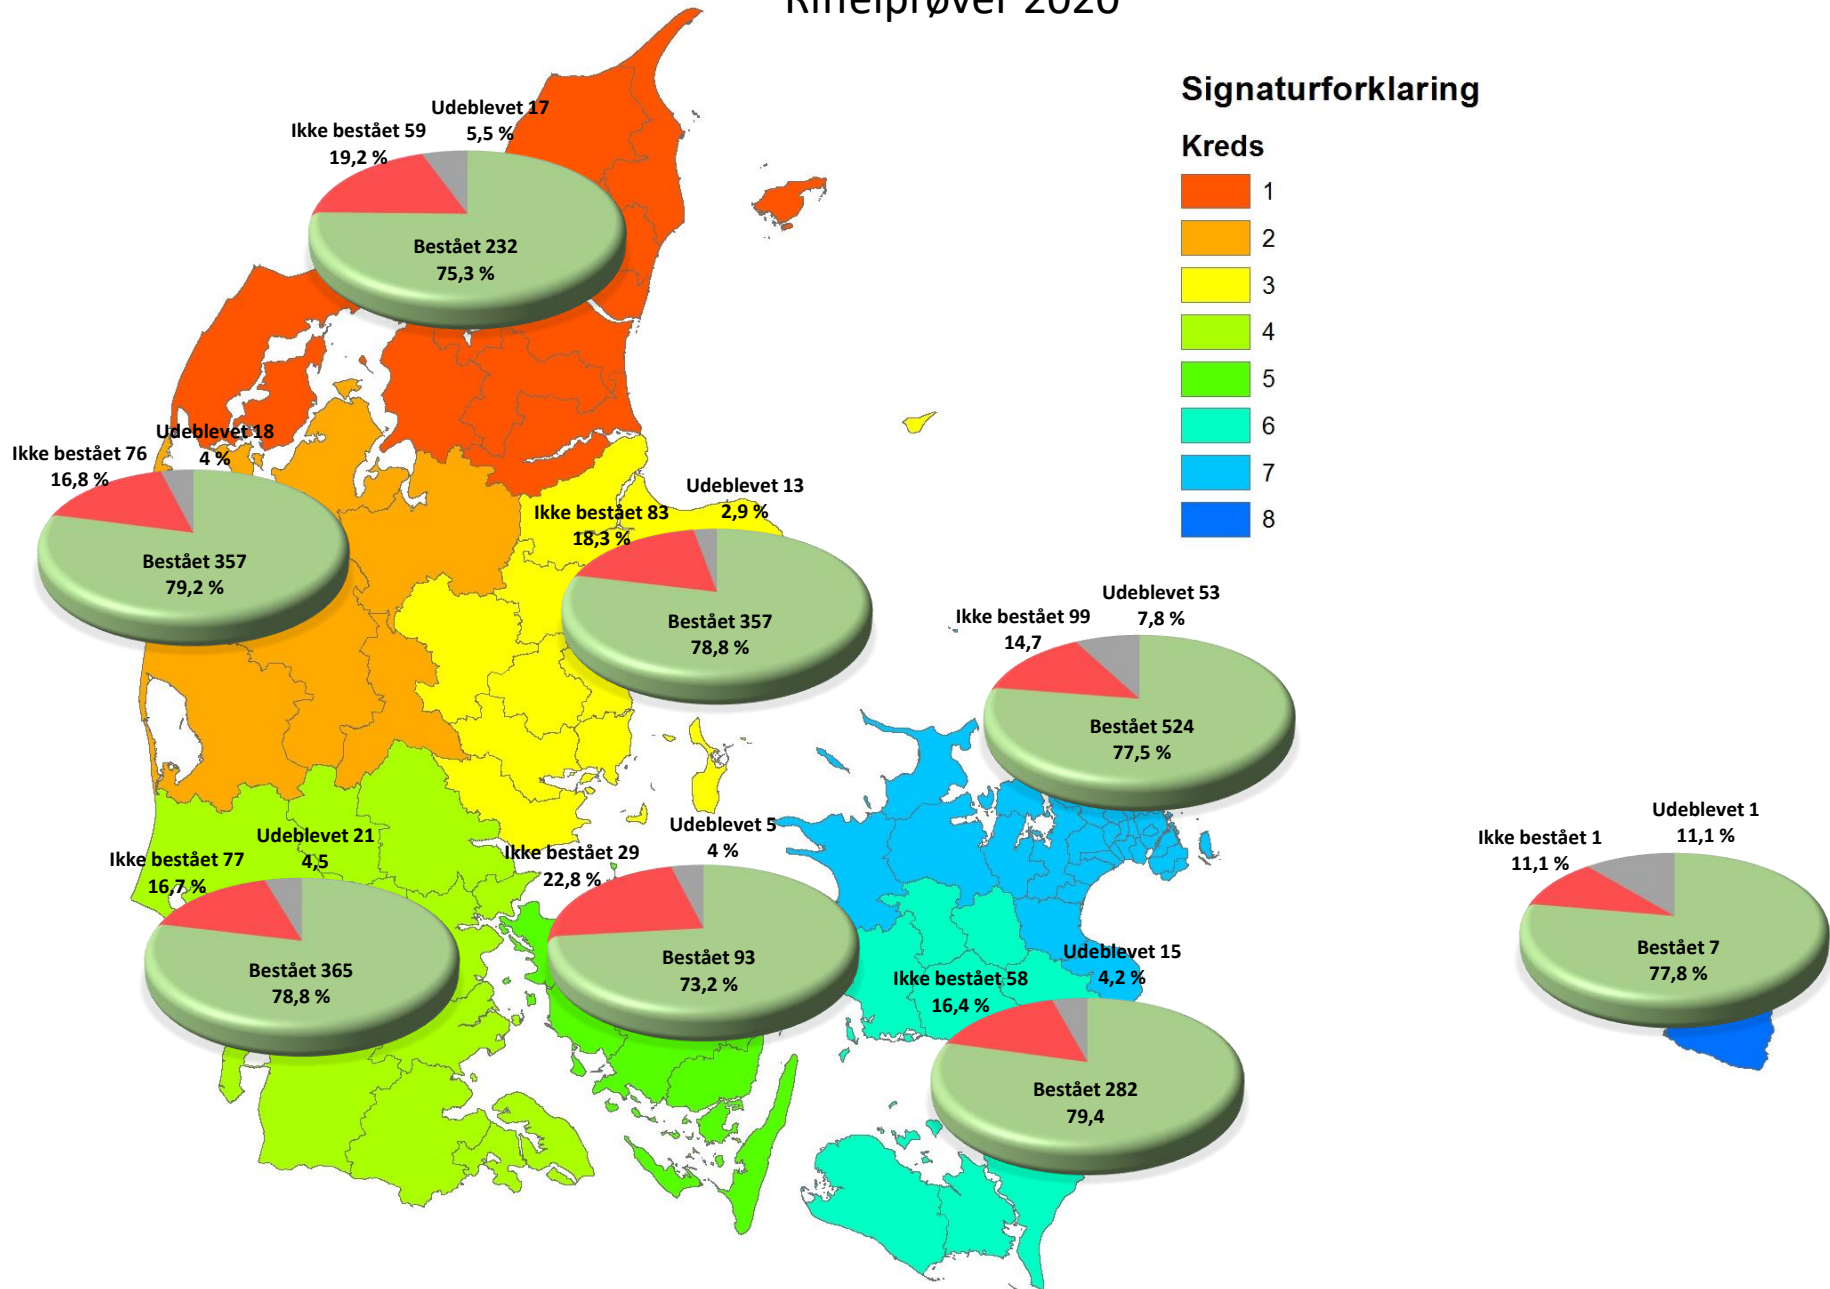 Riffelprøver 2020
Signaturforklaring
Kreds
1
2
3
4
5
6
7
8
Udeblevet 17
5,5 %
Ikke bestået 59
19,2 %
Bestået 232
75,3 %
Udeblevet 18
4 %
Ikke bestået 76
16,8 %
Bestået 357
79,2 %
Udeblevet 13
2,9 %
Ikke bestået 83
18,3 %
Bestået 357
78,8 %
Udeblevet 53
7,8 %
Ikke bestået 99
14,7
Bestået 524
77,5 %
Udeblevet 21
4,5
Ikke bestået 77
16,7 %
Bestået 365
78,8 %
Udeblevet 5
4 %
Ikke bestået 29
22,8 %
Bestået 93
73,2 %
Udeblevet 15
4,2 %
Ikke bestået 58
16,4 %
Bestået 282
79,4
Udeblevet 1
11,1 %
Ikke bestået 1
11,1 %
Bestået 7
77,8 %